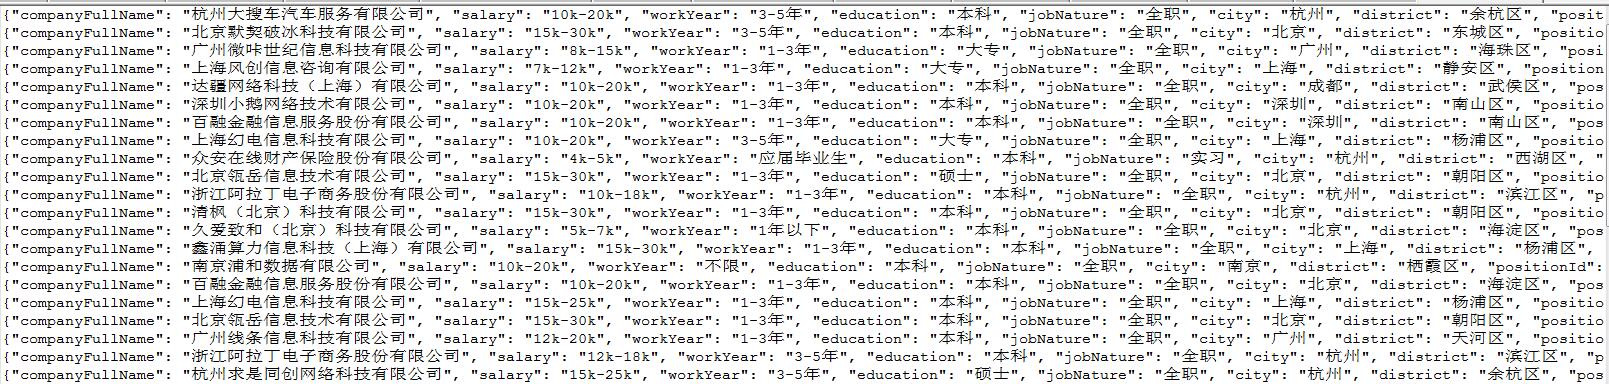 {"companyFullName": "杭州大搜车汽车服务有限公司", "salary": "10k-20k", "workYear": "3-5年", "education": "本科", "jobNature": "全职", "city": "杭州", "district": "余杭区", "posit
{"companyFullName": "北京默契破冰科技有限公司", "salary": "15k-30k", "workYear": "3-5年", "education": "本科", "jobNature": "全职", "city": "北京", "district": "东城区", "positio
{"companyFullName": "广州微咔世纪信息科技有限公司", "salary": "8k-15k", "workYear": "1-3年", "education": "大专", "jobNature": "全职", "city": "广州", "district": "海珠区", "posi
{"companyFullName": "上海风创信息咨询有限公司", "salary": "7k-12k", "workYear": "1-3年", "education": "大专", "jobNature": "全职", "city": "上海", "district": "静安区", "position
{"companyFullName": "达疆网络科技（上海）有限公司", "salary": "10k-20k", "workYear": "1-3年", "education": "本科", "jobNature": "全职", "city": "成都", "district": "武侯区", "pos
{"companyFullName": "深圳小鹅网络技术有限公司", "salary": "10k-20k", "workYear": "1-3年", "education": "本科", "jobNature": "全职", "city": "深圳", "district": "南山区", "positio
{"companyFullName": "百融金融信息服务股份有限公司", "salary": "10k-20k", "workYear": "1-3年", "education": "本科", "jobNature": "全职", "city": "深圳", "district": "南山区", "pos
{"companyFullName": "上海幻电信息科技有限公司", "salary": "10k-20k", "workYear": "3-5年", "education": "大专", "jobNature": "全职", "city": "上海", "district": "杨浦区", "positio
{"companyFullName": "众安在线财产保险股份有限公司", "salary": "4k-5k", "workYear": "应届毕业生", "education": "本科", "jobNature": "实习", "city": "杭州", "district": "西湖区", "
{"companyFullName": "北京瓴岳信息技术有限公司", "salary": "15k-30k", "workYear": "1-3年", "education": "硕士", "jobNature": "全职", "city": "北京", "district": "朝阳区", "positio
{"companyFullName": "浙江阿拉丁电子商务股份有限公司", "salary": "10k-18k", "workYear": "1-3年", "education": "本科", "jobNature": "全职", "city": "杭州", "district": "滨江区", "p
{"companyFullName": "清枫（北京）科技有限公司", "salary": "15k-30k", "workYear": "1-3年", "education": "本科", "jobNature": "全职", "city": "北京", "district": "朝阳区", "positio
{"companyFullName": "久爱致和（北京）科技有限公司", "salary": "5k-7k", "workYear": "1年以下", "education": "本科", "jobNature": "全职", "city": "北京", "district": "海淀区", "pos
{"companyFullName": "鑫涌算力信息科技（上海）有限公司", "salary": "15k-30k", "workYear": "1-3年", "education": "本科", "jobNature": "全职", "city": "上海", "district": "杨浦区",
{"companyFullName": "南京浦和数据有限公司", "salary": "10k-20k", "workYear": "不限", "education": "本科", "jobNature": "全职", "city": "南京", "district": "栖霞区", "positionId":
{"companyFullName": "百融金融信息服务股份有限公司", "salary": "10k-20k", "workYear": "1-3年", "education": "本科", "jobNature": "全职", "city": "北京", "district": "海淀区", "pos
{"companyFullName": "上海幻电信息科技有限公司", "salary": "15k-25k", "workYear": "1-3年", "education": "本科", "jobNature": "全职", "city": "上海", "district": "杨浦区", "positio
{"companyFullName": "北京瓴岳信息技术有限公司", "salary": "15k-30k", "workYear": "1-3年", "education": "本科", "jobNature": "全职", "city": "北京", "district": "朝阳区", "positio
{"companyFullName": "广州线条信息科技有限公司", "salary": "12k-20k", "workYear": "1-3年", "education": "本科", "jobNature": "全职", "city": "广州", "district": "天河区", "positio
{"companyFullName": "浙江阿拉丁电子商务股份有限公司", "salary": "12k-18k", "workYear": "3-5年", "education": "本科", "jobNature": "全职", "city": "杭州", "district": "滨江区", "p
{"companyFullName": "杭州求是同创网络科技有限公司", "salary": "15k-25k", "workYear": "3-5年", "education": "硕士", "jobNature": "全职", "city": "杭州", "district": "余杭区", "pos